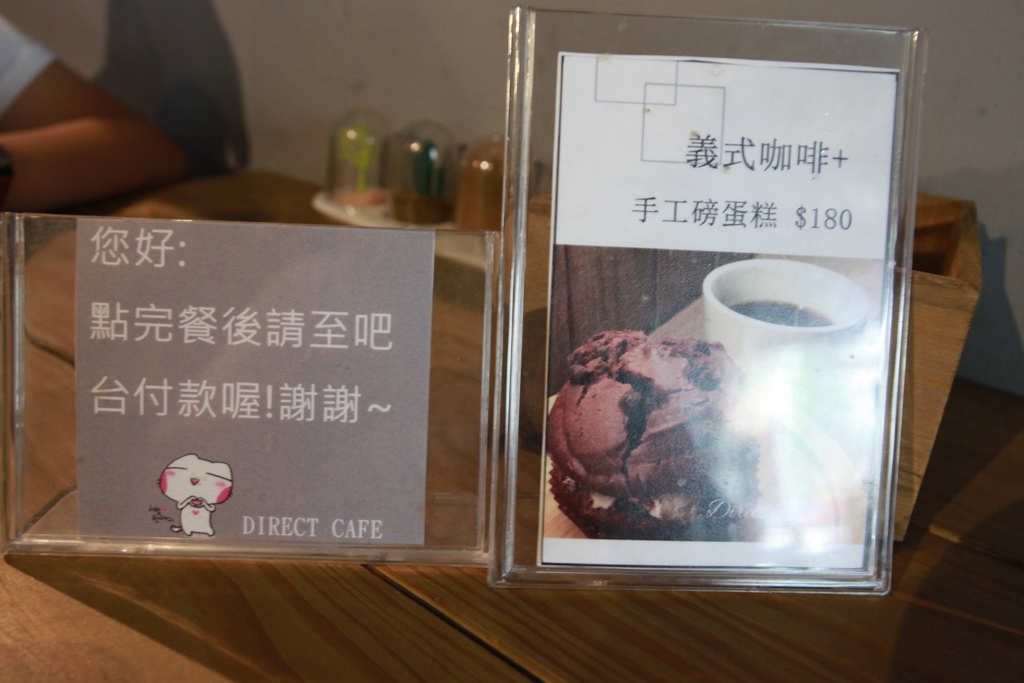 您好:
點完餐後請至吧
台付款喔!謝謝~
DIRECT CAFE
義式咖啡+
手工磅蛋糕 $180